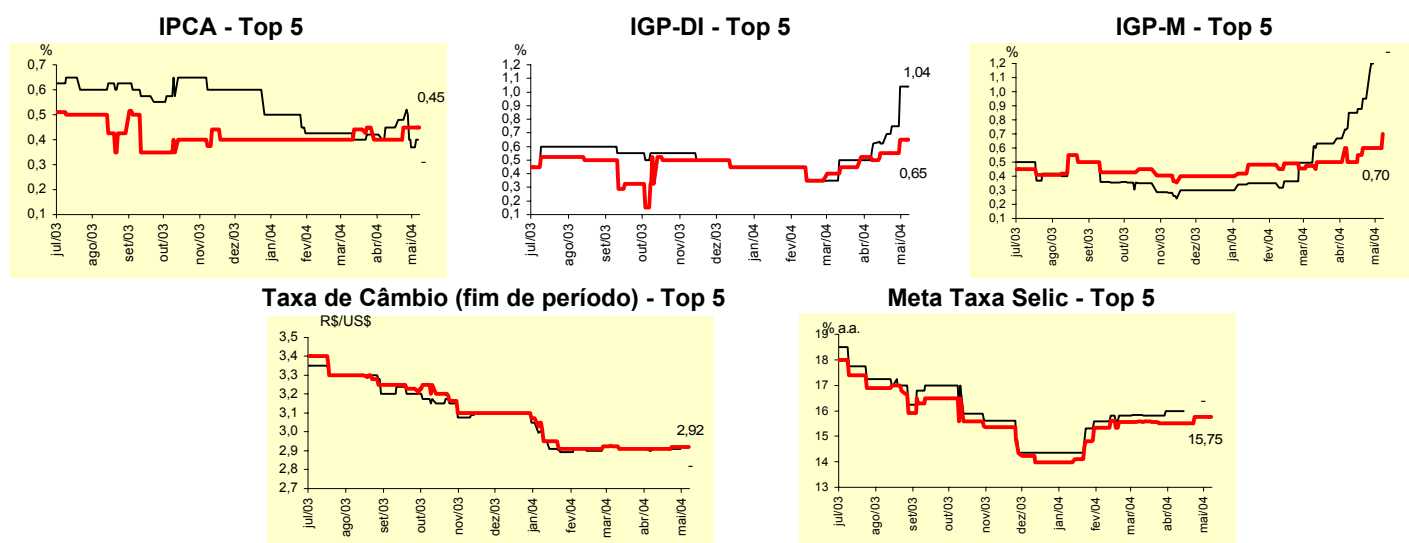 IPCA - Top 5
%
0,7
0,6
0,5
0,4
0,3
0,2
0,1
0,45
-
jul/03
ago/03
set/03
out/03
nov/03
dez/03
jan/04
fev/04
mar/04
abr/04
mai/04
IGP-DI - Top 5
%
1,2
1,1
1,0
0,9
0,8
0,7
0,6
0,5
0,4
0,3
0,2
0,1
1,04
0,65
jul/03
ago/03
set/03
out/03
nov/03
dez/03
jan/04
fev/04
mar/04
abr/04
mai/04
IGP-M - Top 5
%
1,2
1,1
1,0
0,9
0,8
0,7
0,6
0,5
0,4
0,3
0,2
0,1
-
0,70
jul/03
ago/03
set/03
out/03
nov/03
dez/03
jan/04
fev/04
mar/04
abr/04
mai/04
Taxa de Câmbio (fim de período) - Top 5
R$/US$
3,5
3,4
3,3
3,2
3,1
3,0
2,9
2,8
2,7
2,92
-
jul/03
ago/03
set/03
out/03
nov/03
dez/03
jan/04
fev/04
mar/04
abr/04
mai/04
Meta Taxa Selic - Top 5
% a.a.
19
18
17
16
15
14
13
-
15,75
jul/03
ago/03
set/03
out/03
nov/03
dez/03
jan/04
fev/04
mar/04
abr/04
mai/04